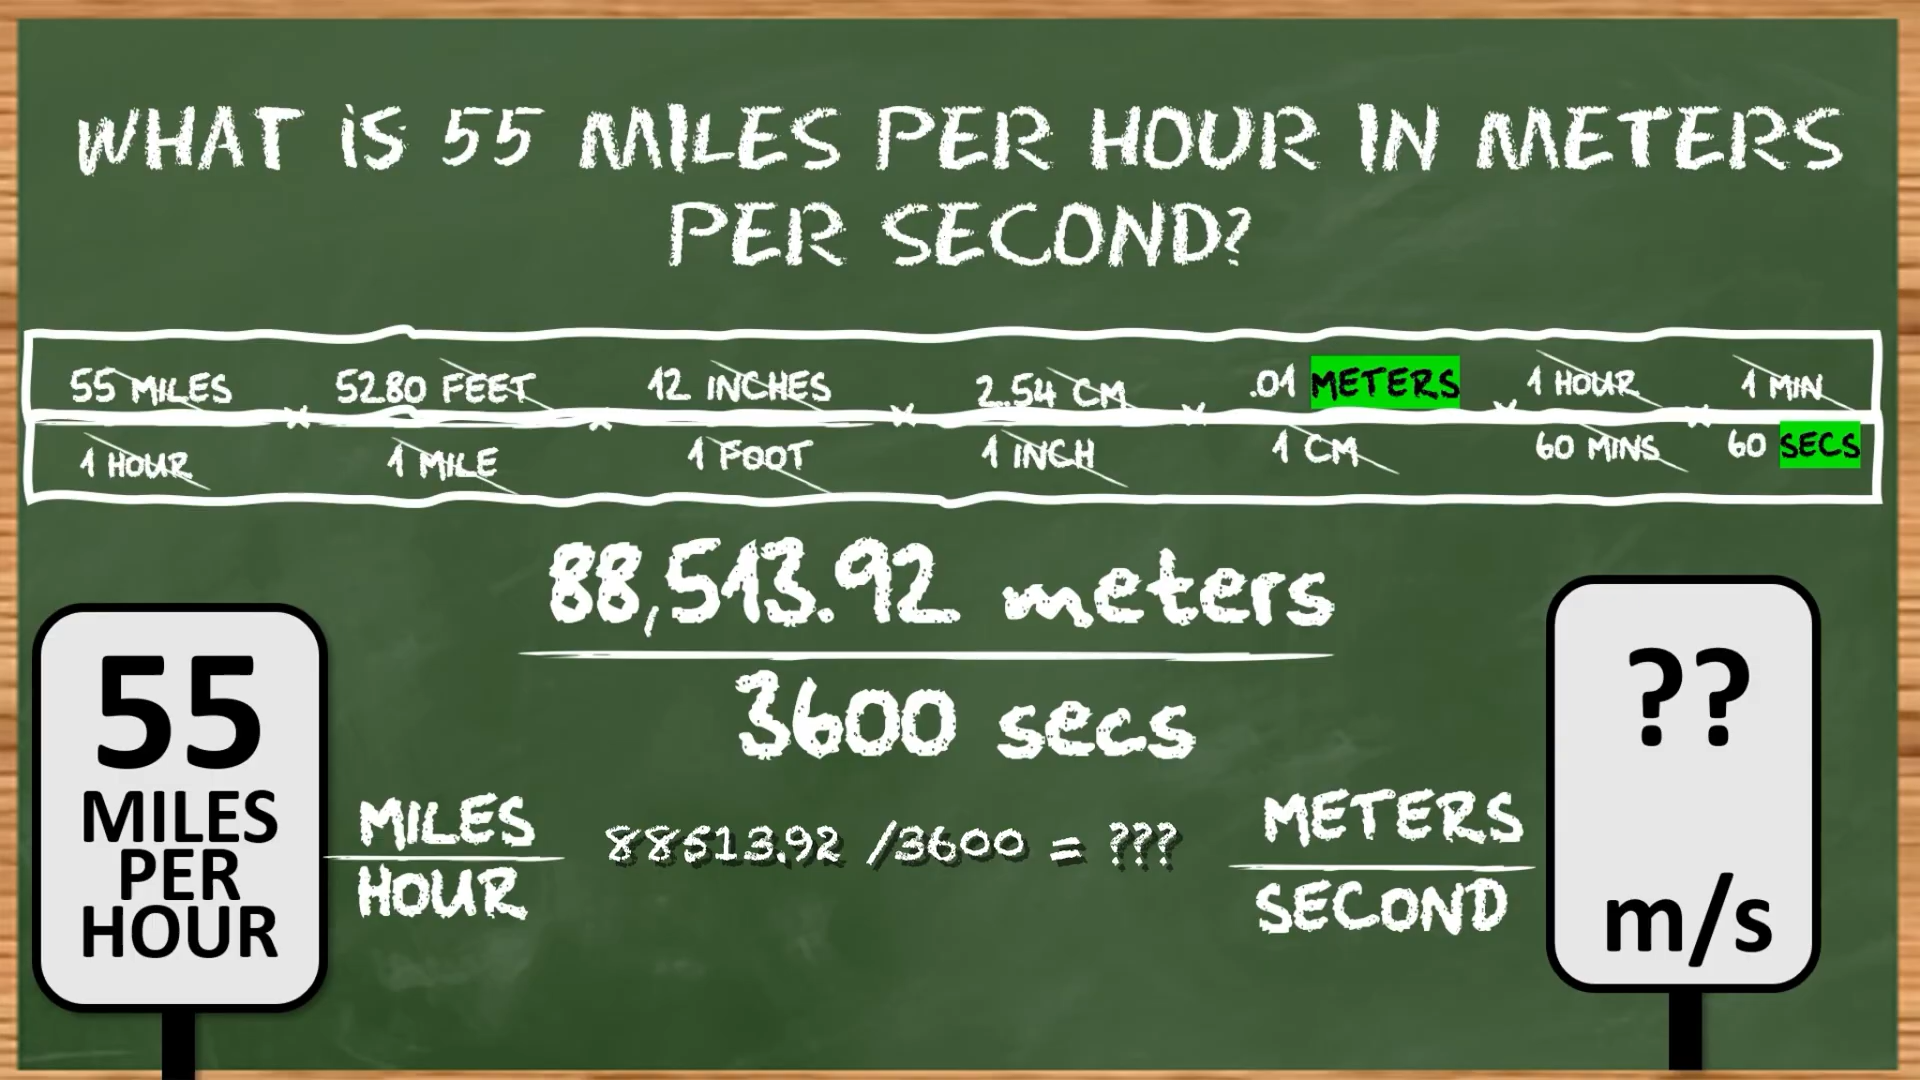 WHAT iS 55 MILES PER HOUR IN METERS
PER SECOND?
55 MILES 5280 FEET 12 INCHES 2.54 CM .01 METERS 1 HOUR 1 MIN
x x x x x x
1 HOUR 1 MILE 1 FOOT 1 INCH 1 CM 60 MINS 60 SECS
88,513.92 meters
3600 secs
55
MILES
PER
HOUR
MILES
HOUR
88513.92 /3600 = ???
METERS
SECOND
??
m/s